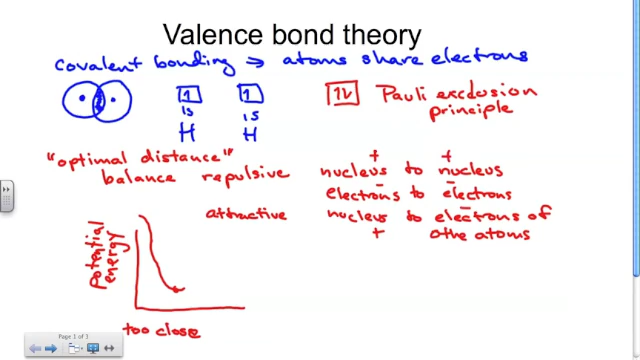 Valence bond theory
covalent bonding ⇒ atoms share electrons
1 1 1L Pauli exclusion
1s 1s principle
H H
"optimal distance" + +
balance repulsive nucleus to nucleus
- -
electrons to electrons
attractive nucleus to electrons of
+ othe atoms
Potential
energy
too close
Page 1 of 3